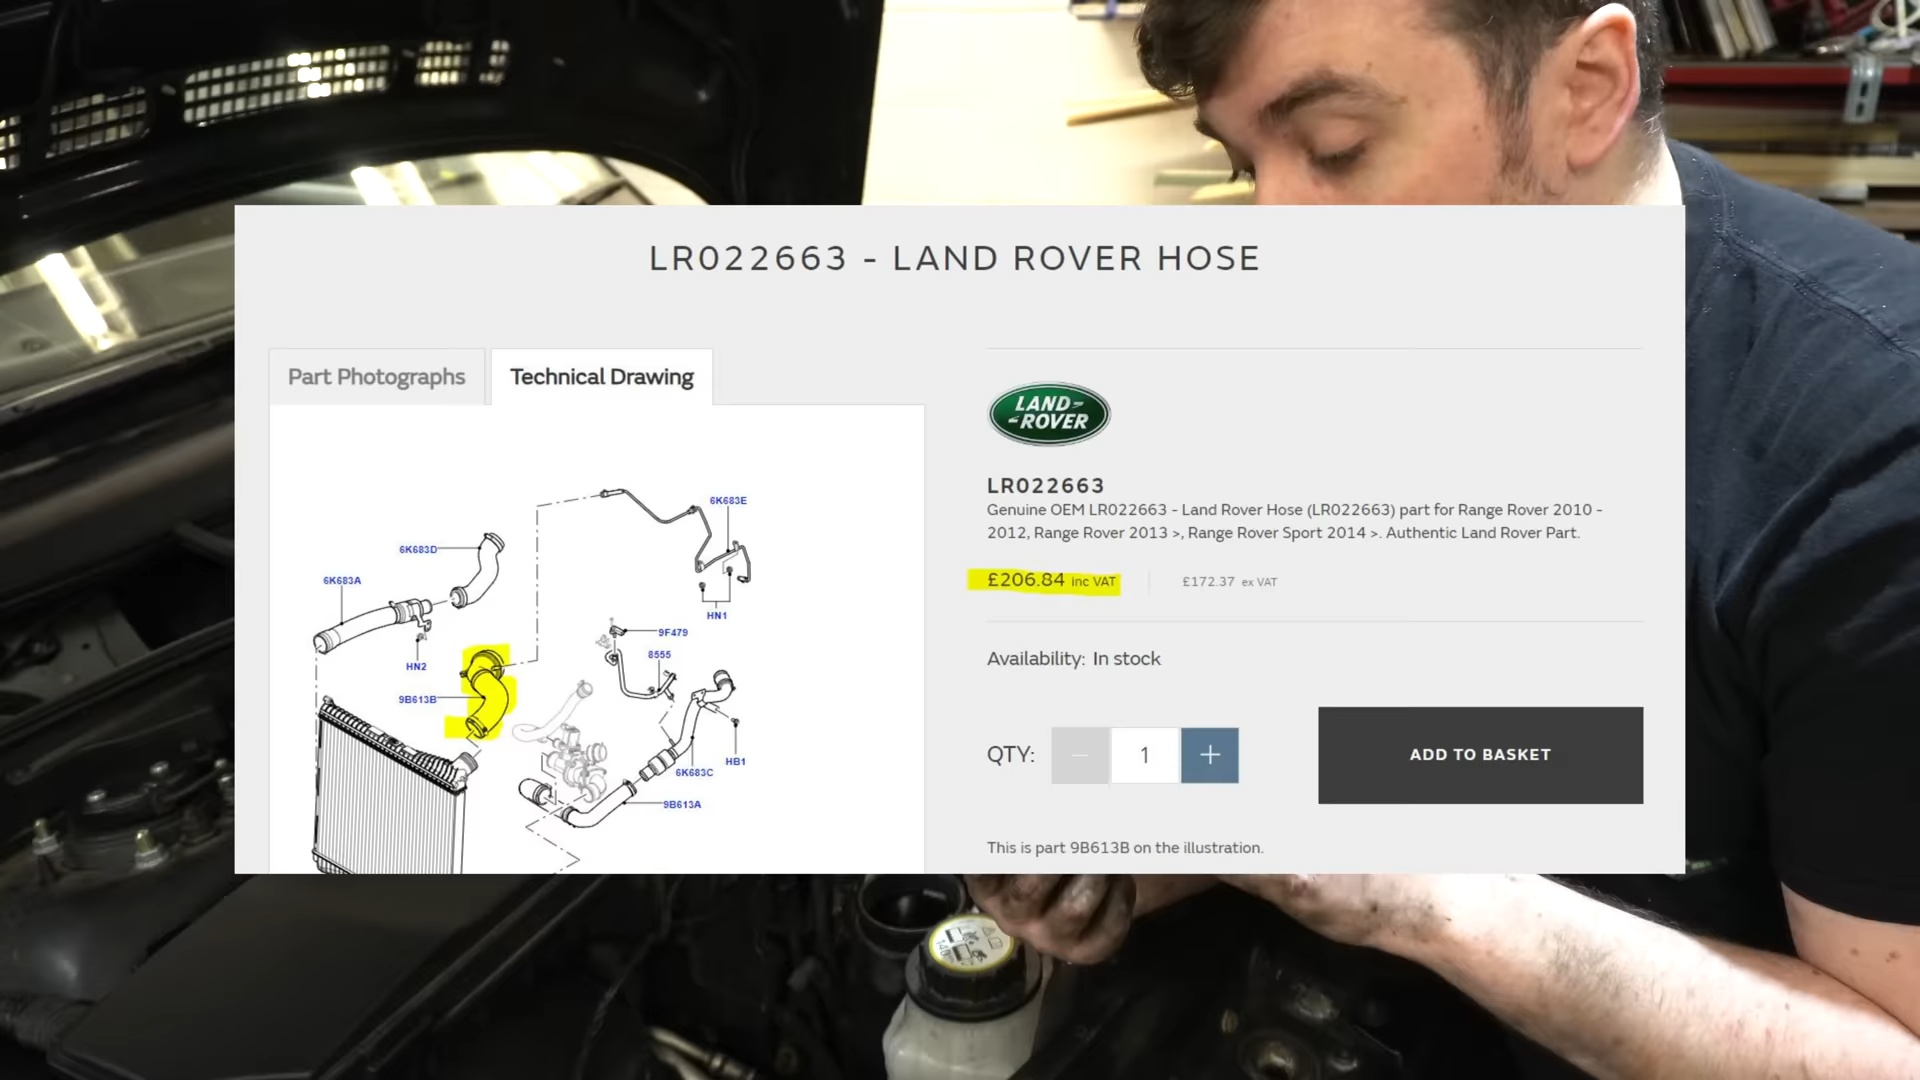 LR022663 - LAND ROVER HOSE
Part Photographs
Technical Drawing
6K683E
6K683D
6K683A
HN1
HN2
9F479
8555
9B613B
HB1
6K683C
9B613A
LAND
ROVER
LR022663
Genuine OEM LR022663 - Land Rover Hose (LR022663) part for Range Rover 2010 -
2012, Range Rover 2013 >, Range Rover Sport 2014 >. Authentic Land Rover Part.
£206.84 inc VAT
£172.37 ex VAT
Availability: In stock
QTY:
1
ADD TO BASKET
This is part 9B613B on the illustration.